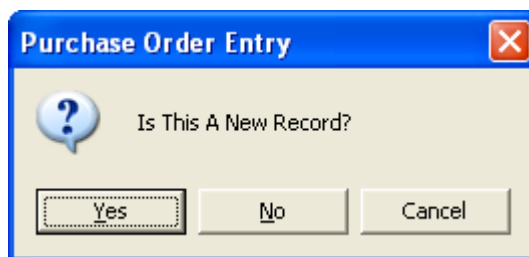 Purchase Order Entry
Is This A New Record?
Yes No Cancel